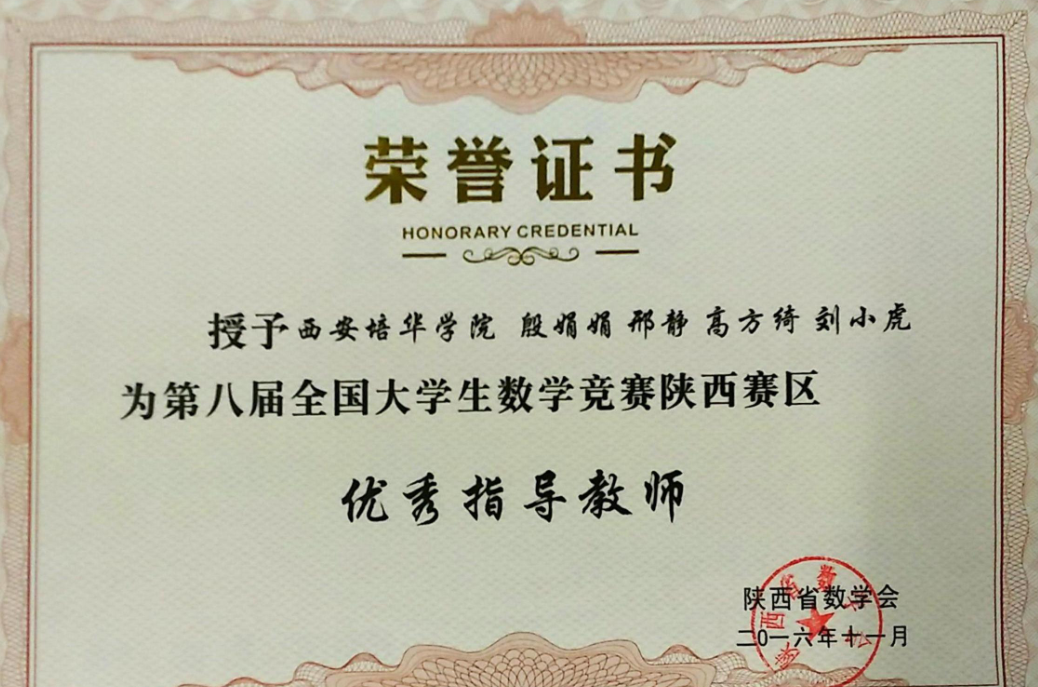 荣誉证书
HONORARY CREDENTIAL
授予西安培华学院 殷娟娟 邢静 高方绮 刘小虎
为第八届全国大学生数学竞赛陕西赛区
优秀指导教师
陕西省数学会
二〇一六年十一月